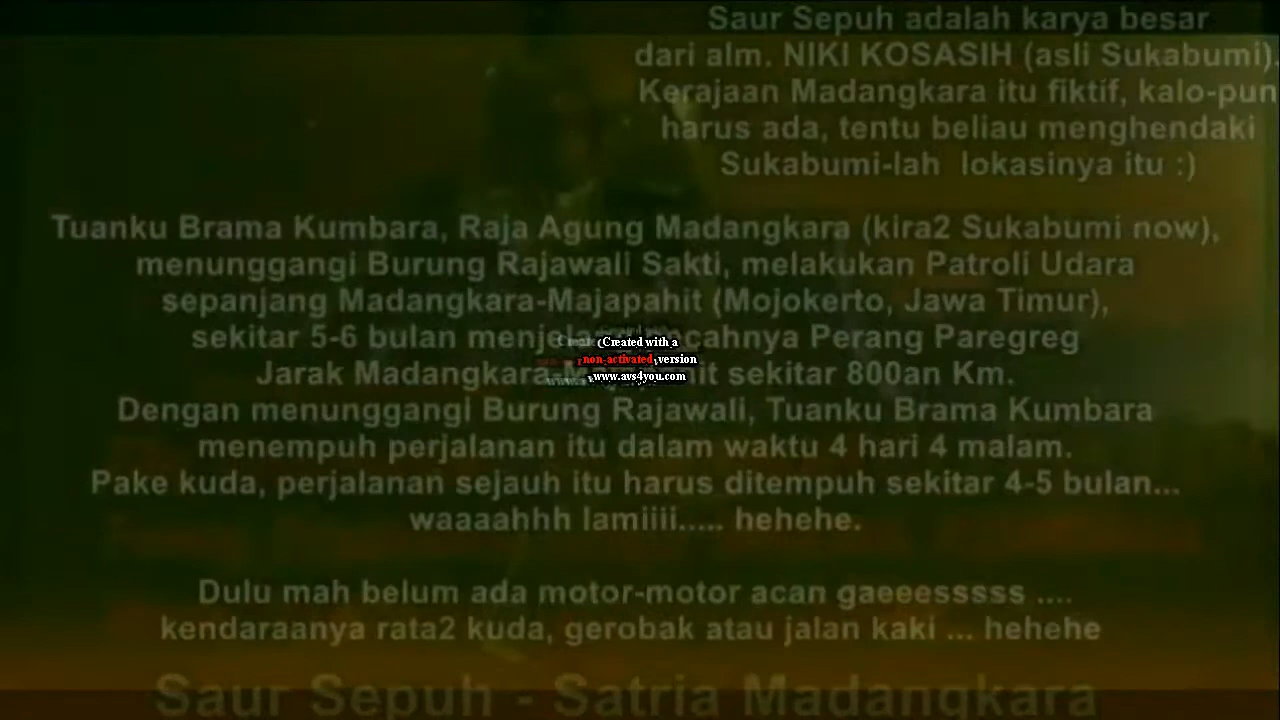 Saur Sepuh adalah karya besar
dari alm. NIKI KOSASIH (asli Sukabumi).
Kerajaan Madangkara itu fiktif, kalo-pun
harus ada, tentu beliau menghendaki
Sukabumi-lah lokasinya itu :)
Tuanku Brama Kumbara, Raja Agung Madangkara (kira2 Sukabumi now),
menunggangi Burung Rajawali Sakti, melakukan Patroli Udara
sepanjang Madangkara-Majapahit (Mojokerto, Jawa Timur),
sekitar 5-6 bulan Perang Paregreg
Jarak Madangkara sekitar 800an Km.
Created with a
non-activated version
www.avs4you.com
Dengan menunggangi Burung Rajawali, Tuanku Brama Kumbara
menempuh perjalanan itu dalam waktu 4 hari 4 malam.
Pake kuda, perjalanan sejauh itu harus ditempuh sekitar 4-5 bulan...
waaaahhh lamiiii..... hehehe.
Dulu mah belum ada motor-motor acan gaeeesssss ....
kendaraanya rata2 kuda, gerobak atau jalan kaki ... hehehe
Saur Sepuh - Satria Madangkara